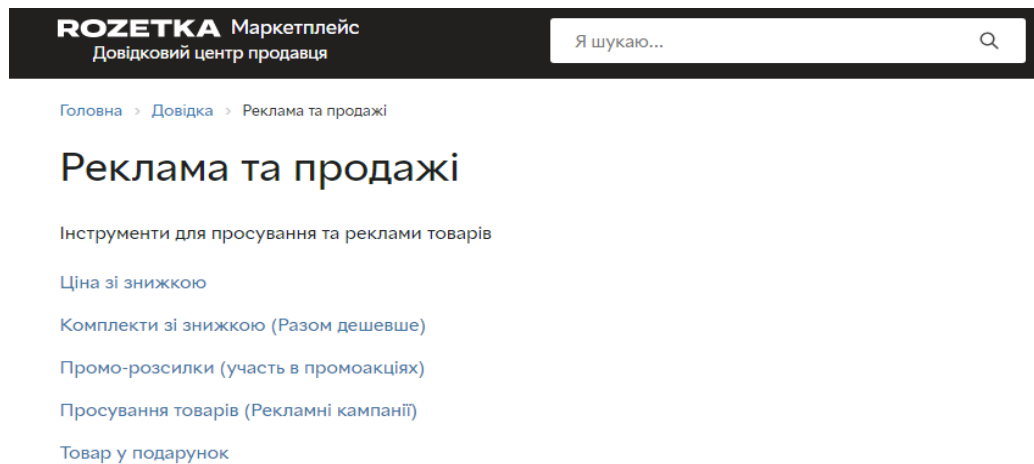 ROZETKA Маркетплейс
Довідковий центр продавця
Я шукаю...
Головна > Довідка > Реклама та продажі
Реклама та продажі
Інструменти для просування та реклами товарів
Ціна зі знижкою
Комплекти зі знижкою (Разом дешевше)
Промо-розсилки (участь в промоакціях)
Просування товарів (Рекламні кампанії)
Товар у подарунок